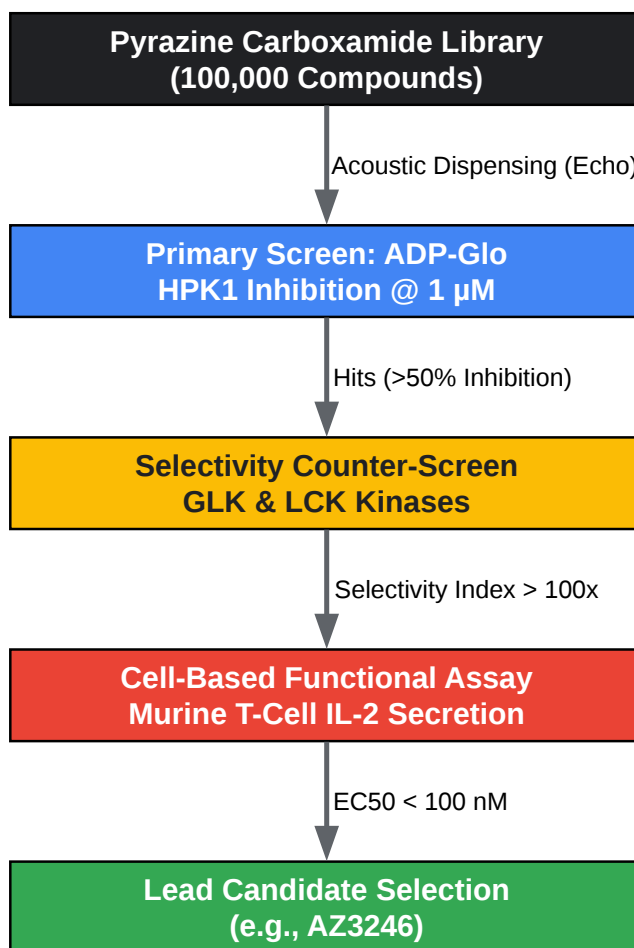 Pyrazine Carboxamide Library
(100,000 Compounds)
Acoustic Dispensing (Echo)
Primary Screen: ADP-Glo
HPK1 Inhibition @ 1 µM
Hits (>50% Inhibition)
Selectivity Counter-Screen
GLK & LCK Kinases
Selectivity Index > 100x
Cell-Based Functional Assay
Murine T-Cell IL-2 Secretion
EC50 < 100 nM
Lead Candidate Selection
(e.g., AZ3246)